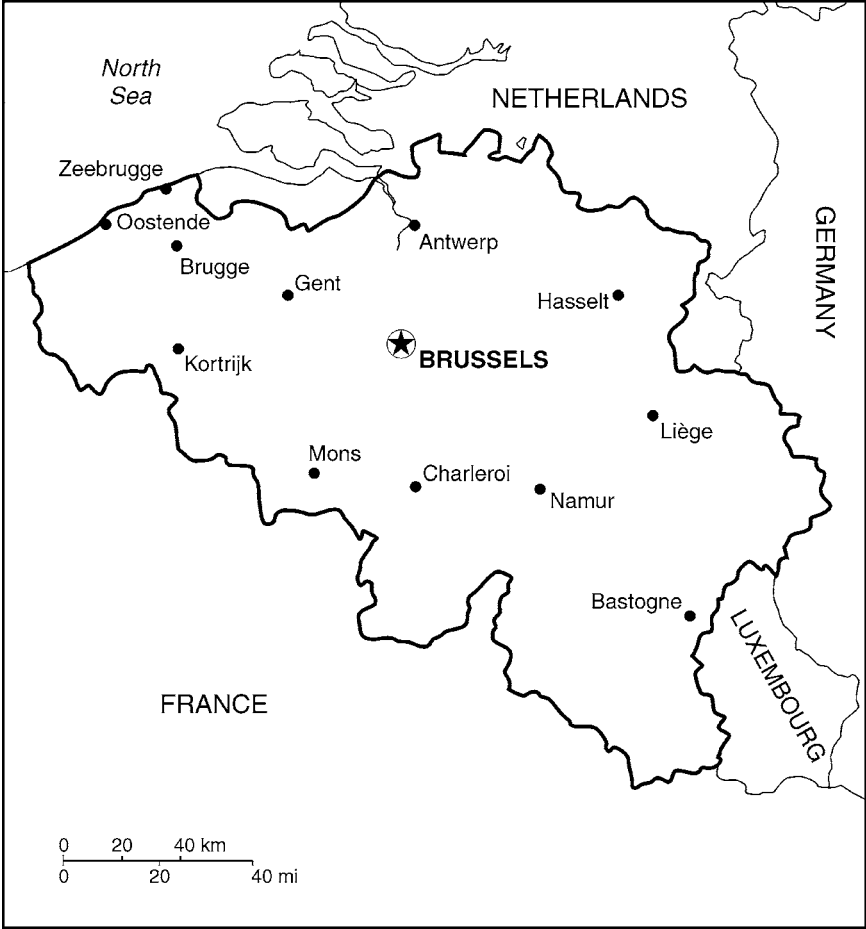 North
Sea
NETHERLANDS
Zeebrugge
Oostende
Brugge
Antwerp
GERMANY
Gent
Hasselt
BRUSSELS
Kortrijk
Liège
Mons
Charleroi
Namur
Bastogne
LUXEMBOURG
FRANCE
0 20 40 km
0 20 40 mi